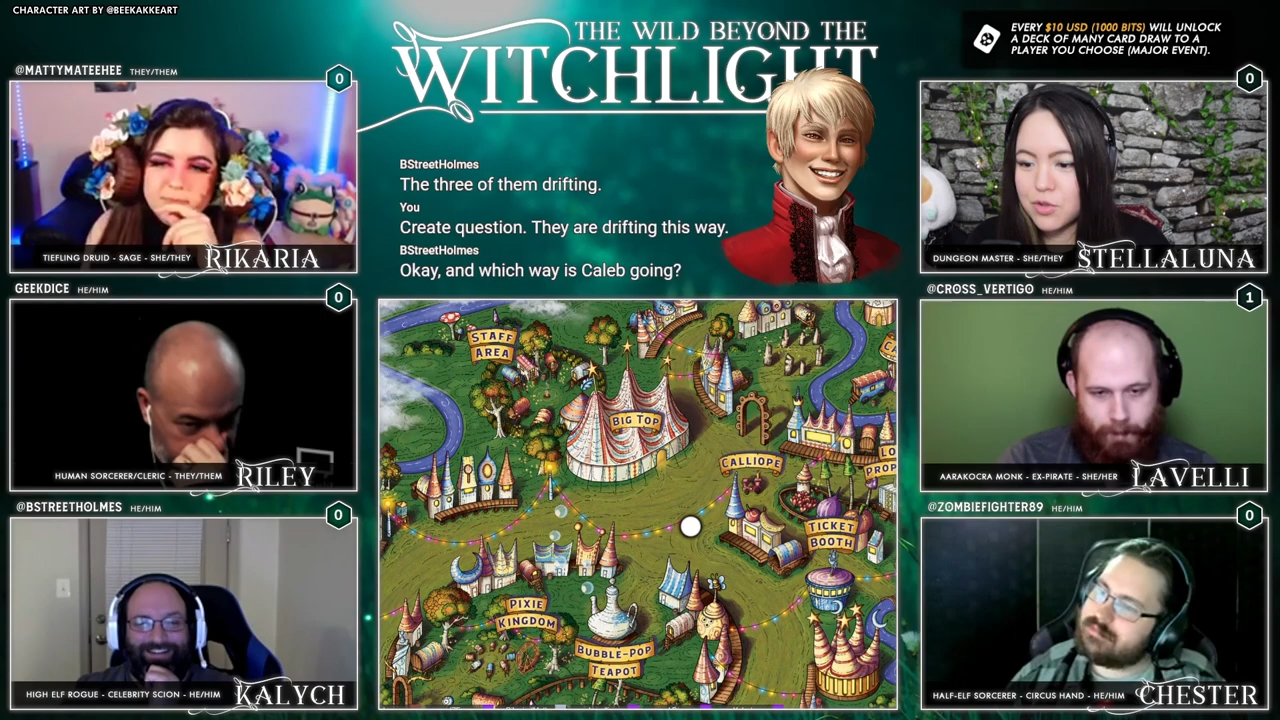 CHARACTER ART BY @BEEKAKKEART
THE WILD BEYOND THE
WITCHLIGHT
EVERY $10 USD (1000 BITS) WILL UNLOCK
A DECK OF MANY CARD DRAW TO A
PLAYER YOU CHOOSE (MAJOR EVENT).
@MATTYMATEEHEE THEY/THEM
0
TIEFLING DRUID - SAGE - SHE/THEY
RIKARIA
BStreetHolmes
The three of them drifting.
You
Create question. They are drifting this way.
BStreetHolmes
Okay, and which way is Caleb going?
0
DUNGEON MASTER - SHE/THEY
STELLALUNA
GEEKDICE HE/HIM
0
HUMAN SORCERER/CLERIC - THEY/THEM
RILEY
@CROSS_VERTIGO HE/HIM
1
AARAKOCRA MONK - EX-PIRATE - SHE/HER
LAVELLI
STAFF
AREA
BIG TOP
CALLIOPE
LO
PROP
TICKET
BOOTH
PIXIE
KINGDOM
BUBBLE-POP
TEAPOT
@BSTREETHOLMES HE/HIM
0
HIGH ELF ROGUE - CELEBRITY SCION - HE/HIM
KALYCH
@ZOMBIEFIGHTER89 HE/HIM
0
HALF-ELF SORCERER - CIRCUS HAND - HE/HIM
CHESTER